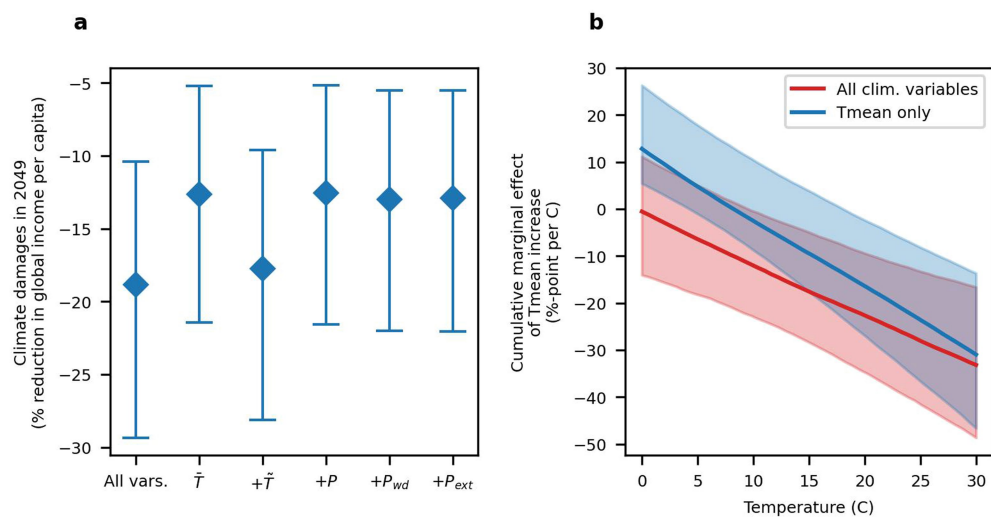 a
Climate damages in 2049
(% reduction in global income per capita)
−5
−10
−15
−20
−25
−30
All vars.
T̄
+T̃
+P
+P_wd
+P_ext
b
Cumulative marginal effect
of Tmean increase
(%-point per C)
30
20
10
0
−10
−20
−30
−40
−50
All clim. variables
Tmean only
0
5
10
15
20
25
30
Temperature (C)